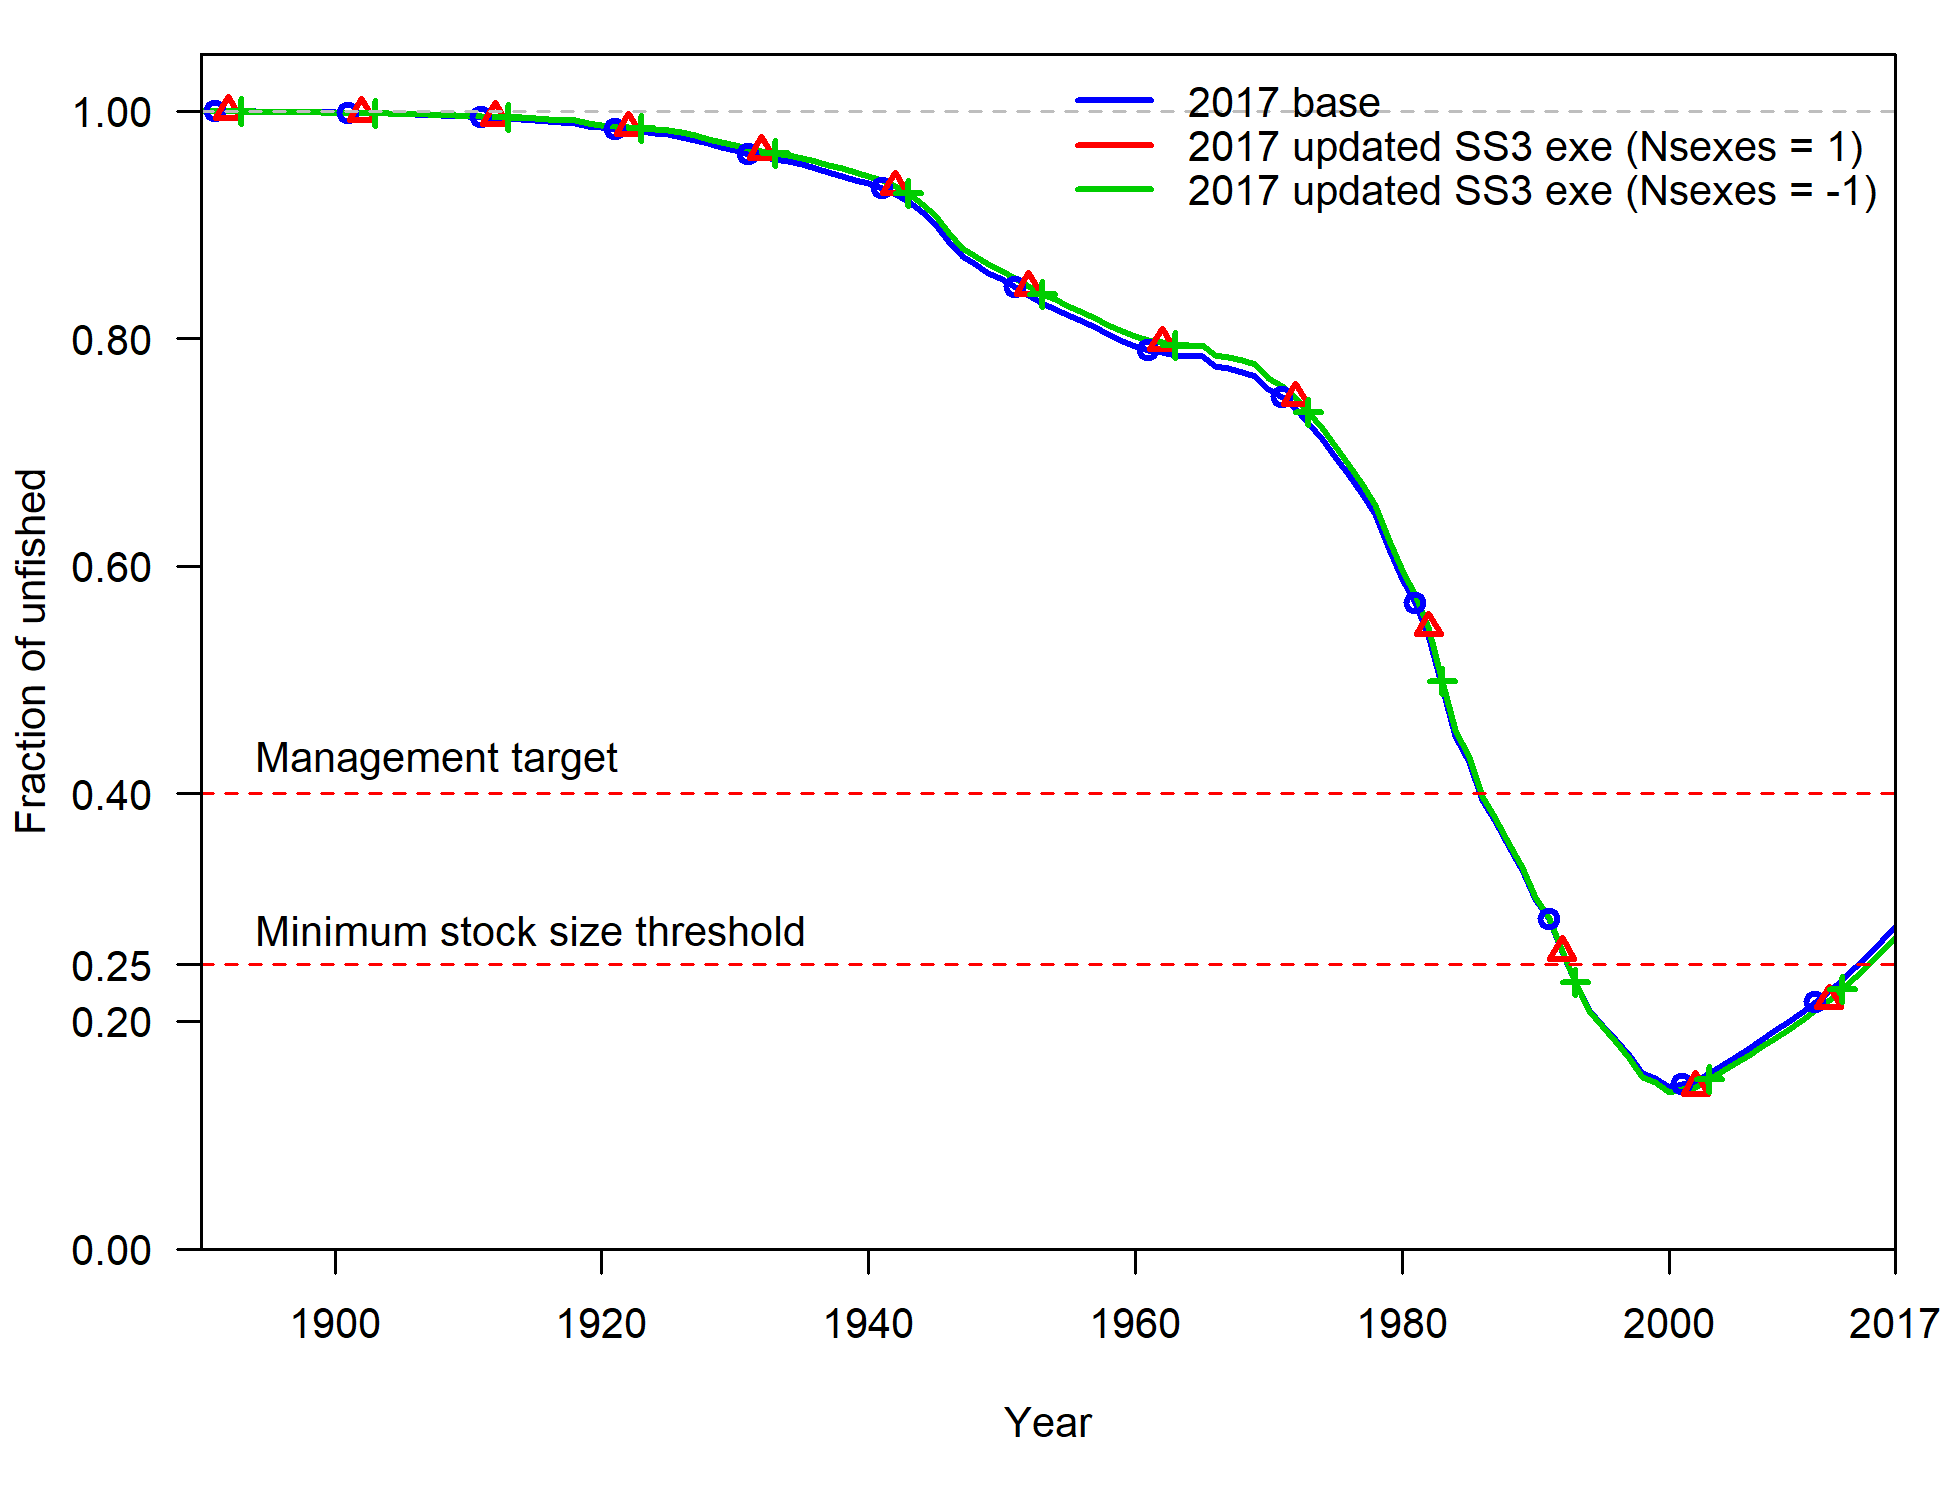 2017 base
2017 updated SS3 exe (Nsexes = 1)
2017 updated SS3 exe (Nsexes = -1)
Fraction of unfished
1.00
0.80
0.60
0.40
0.25
0.20
0.00
Management target
Minimum stock size threshold
1900
1920
1940
1960
1980
2000
2017
Year